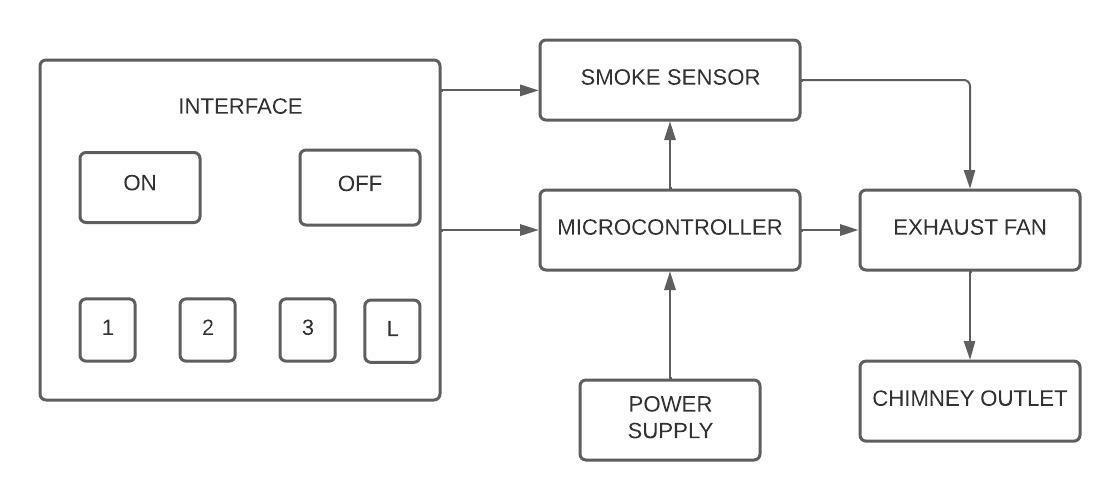 INTERFACE
ON
OFF
1
2
3
L
SMOKE SENSOR
MICROCONTROLLER
EXHAUST FAN
POWER
SUPPLY
CHIMNEY OUTLET